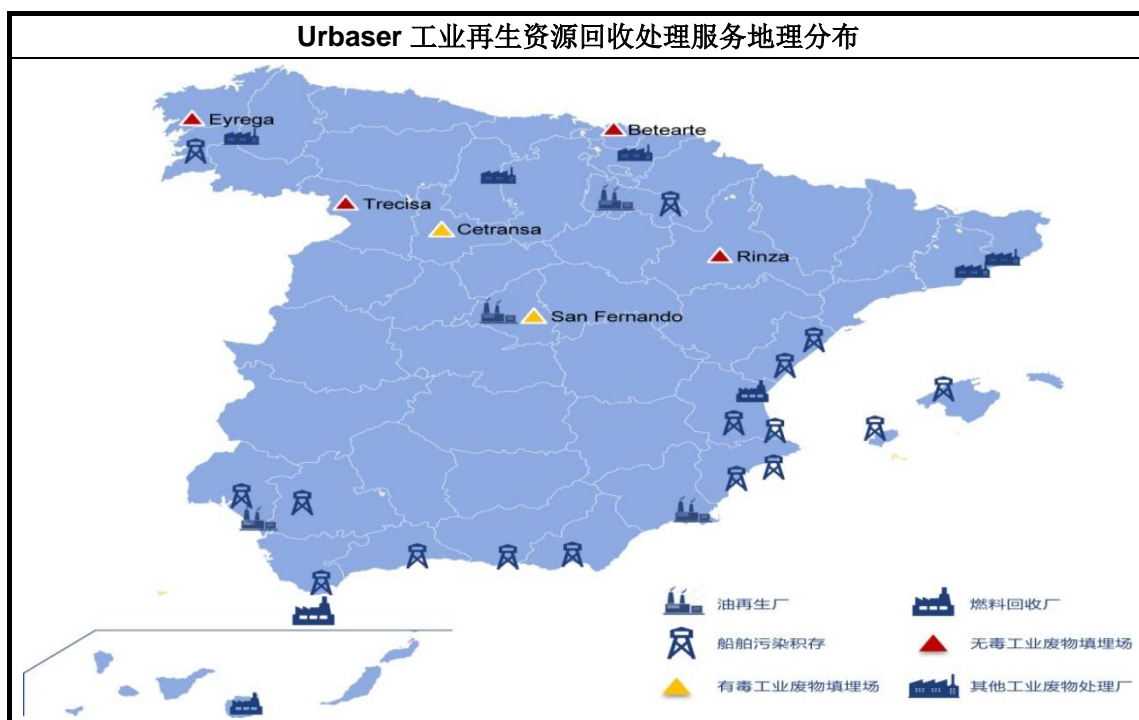 Urbaser 工业再生资源回收处理服务地理分布
Eyrega
Betearte
Trecisa
Cetransa
Rinza
San Fernando
油再生厂
燃料回收厂
船舶污染积存
无毒工业废物填埋场
有毒工业废物填埋场
其他工业废物处理厂